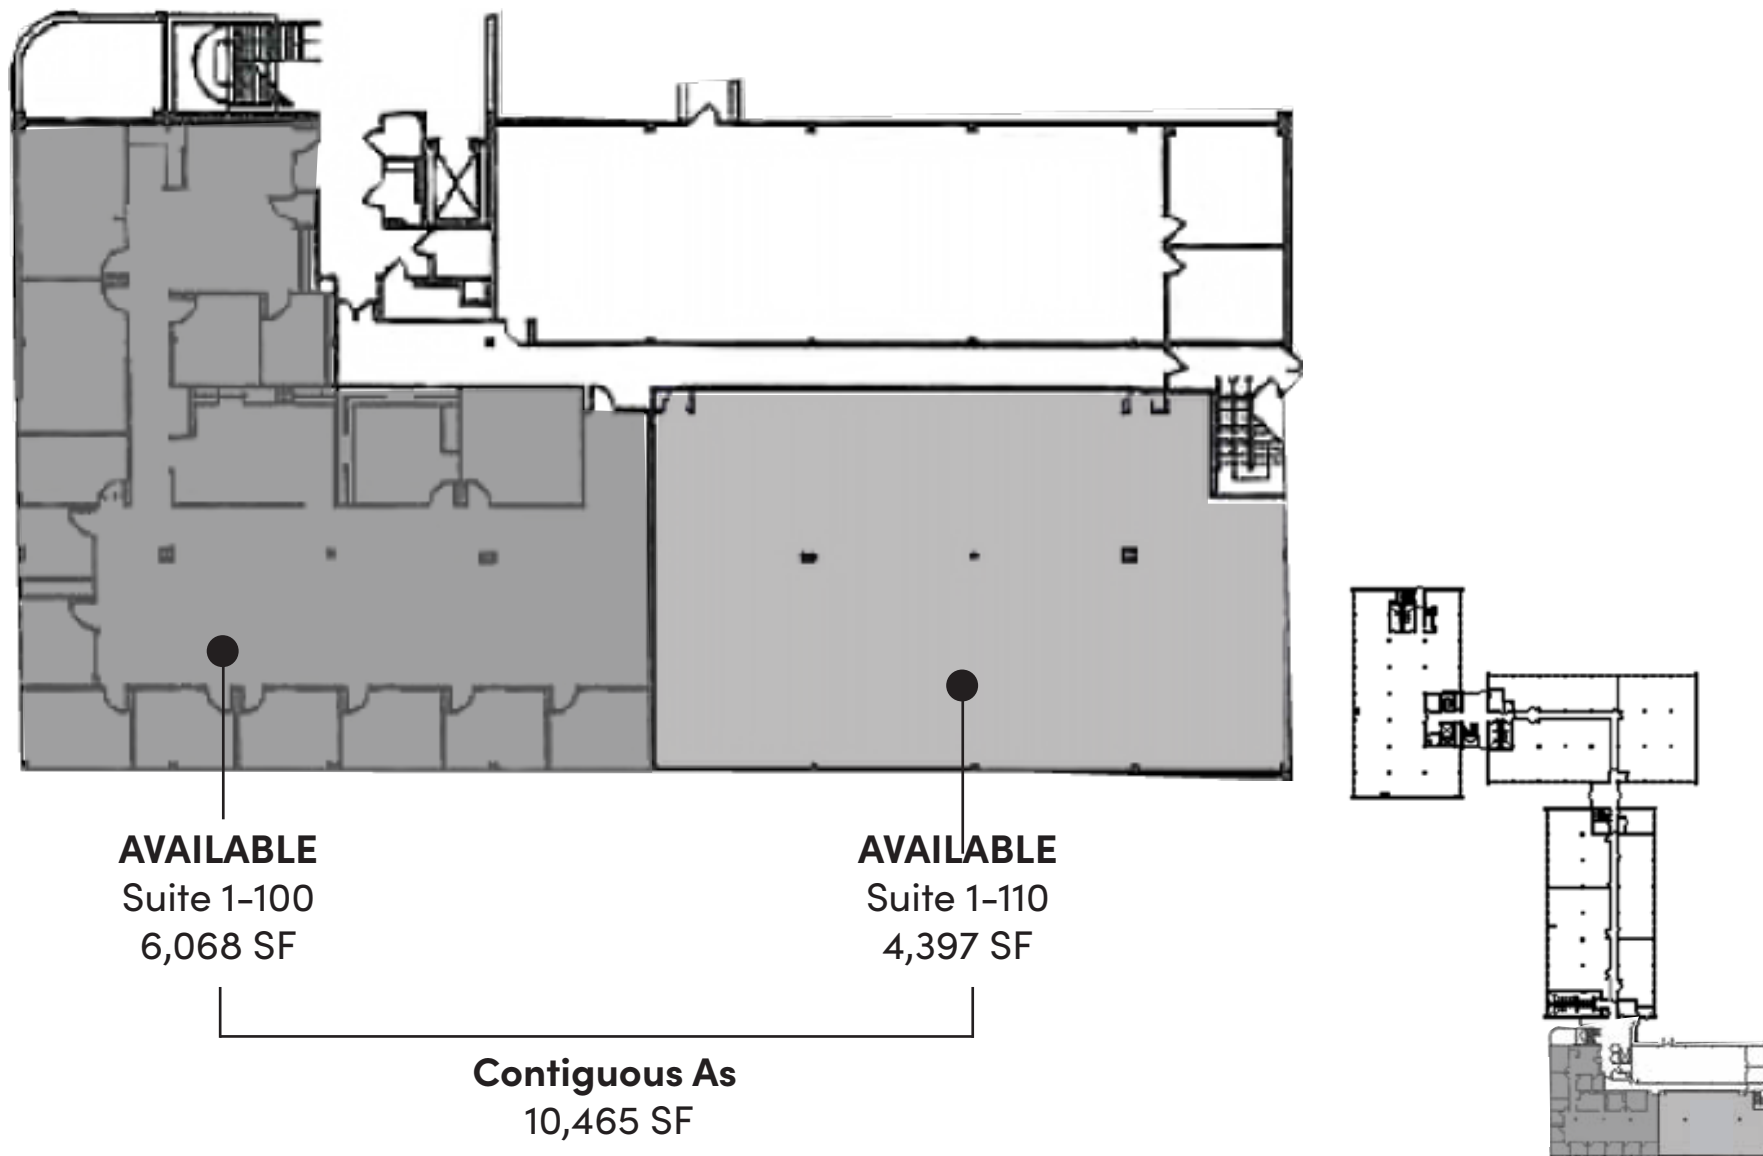 AVAILABLE
Suite 1-100
6,068 SF
AVAILABLE
Suite 1-110
4,397 SF
Contiguous As
10,465 SF